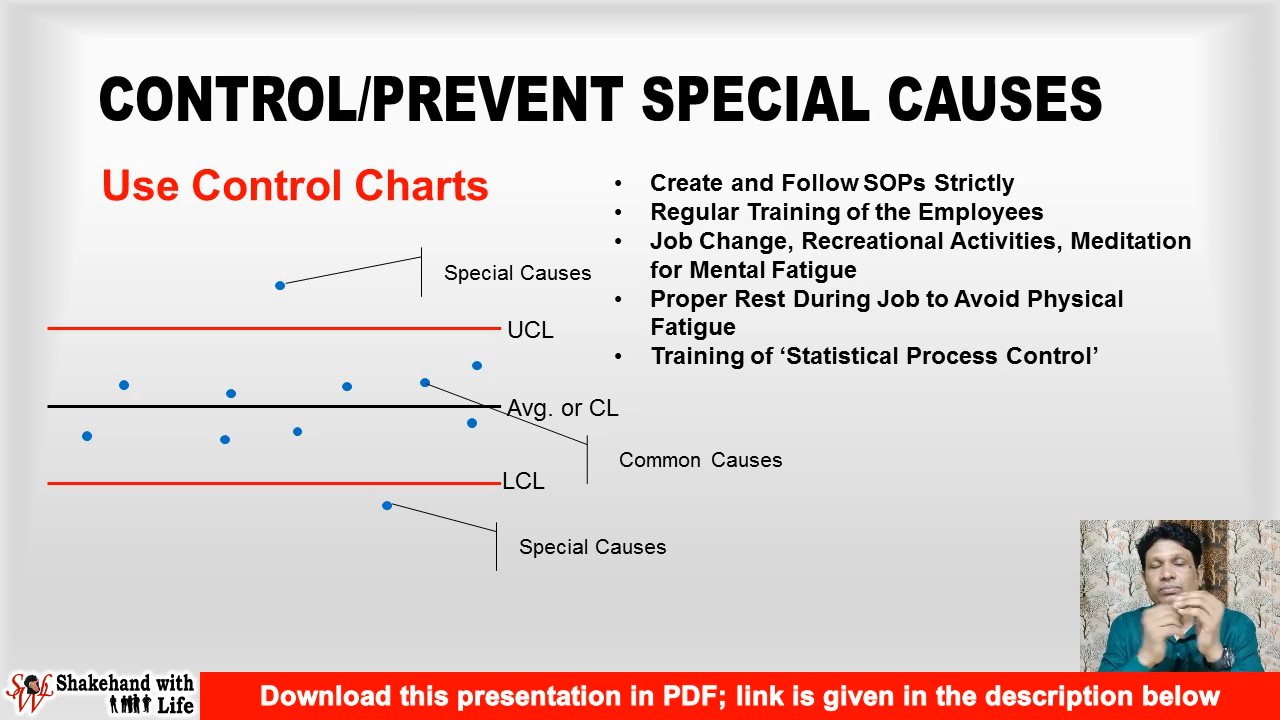 CONTROL/PREVENT SPECIAL CAUSES
Use Control Charts
• Create and Follow SOPs Strictly
• Regular Training of the Employees
• Job Change, Recreational Activities, Meditation
for Mental Fatigue
• Proper Rest During Job to Avoid Physical
Fatigue
• Training of ‘Statistical Process Control’
Special Causes
UCL
Avg. or CL
Common Causes
LCL
Special Causes
SWL
Shakehand with
Life
Download this presentation in PDF; link is given in the description below